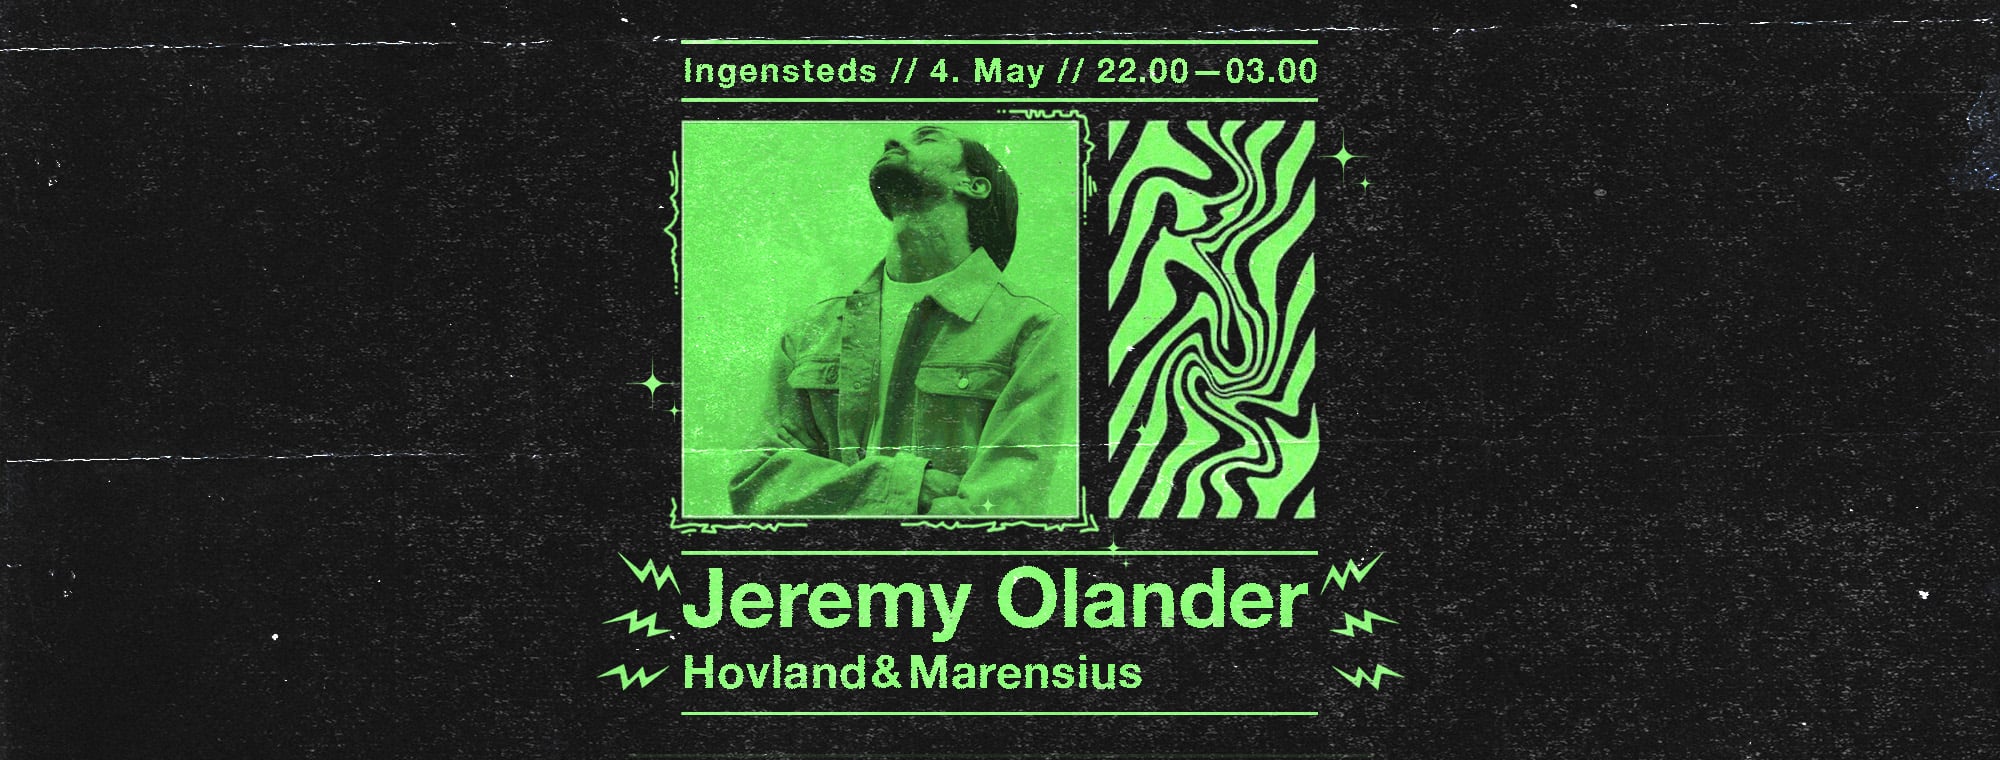 Ingensteds // 4. May // 22.00—03.00
Jeremy Olander
Hovland & Marensius